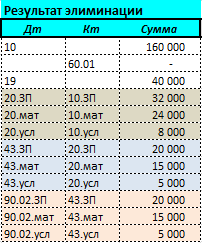 Результат элиминации
Дт Кт Сумма
10 160 000
60.01 -
19 40 000
20.ЗП 10.ЗП 32 000
20.мат 10.мат 24 000
20.усл 10.усл 8 000
43.ЗП 20.ЗП 20 000
43.мат 20.мат 15 000
43.усл 20.усл 5 000
90.02.ЗП 43.ЗП 20 000
90.02.мат 43.мат 15 000
90.02.усл 43.усл 5 000